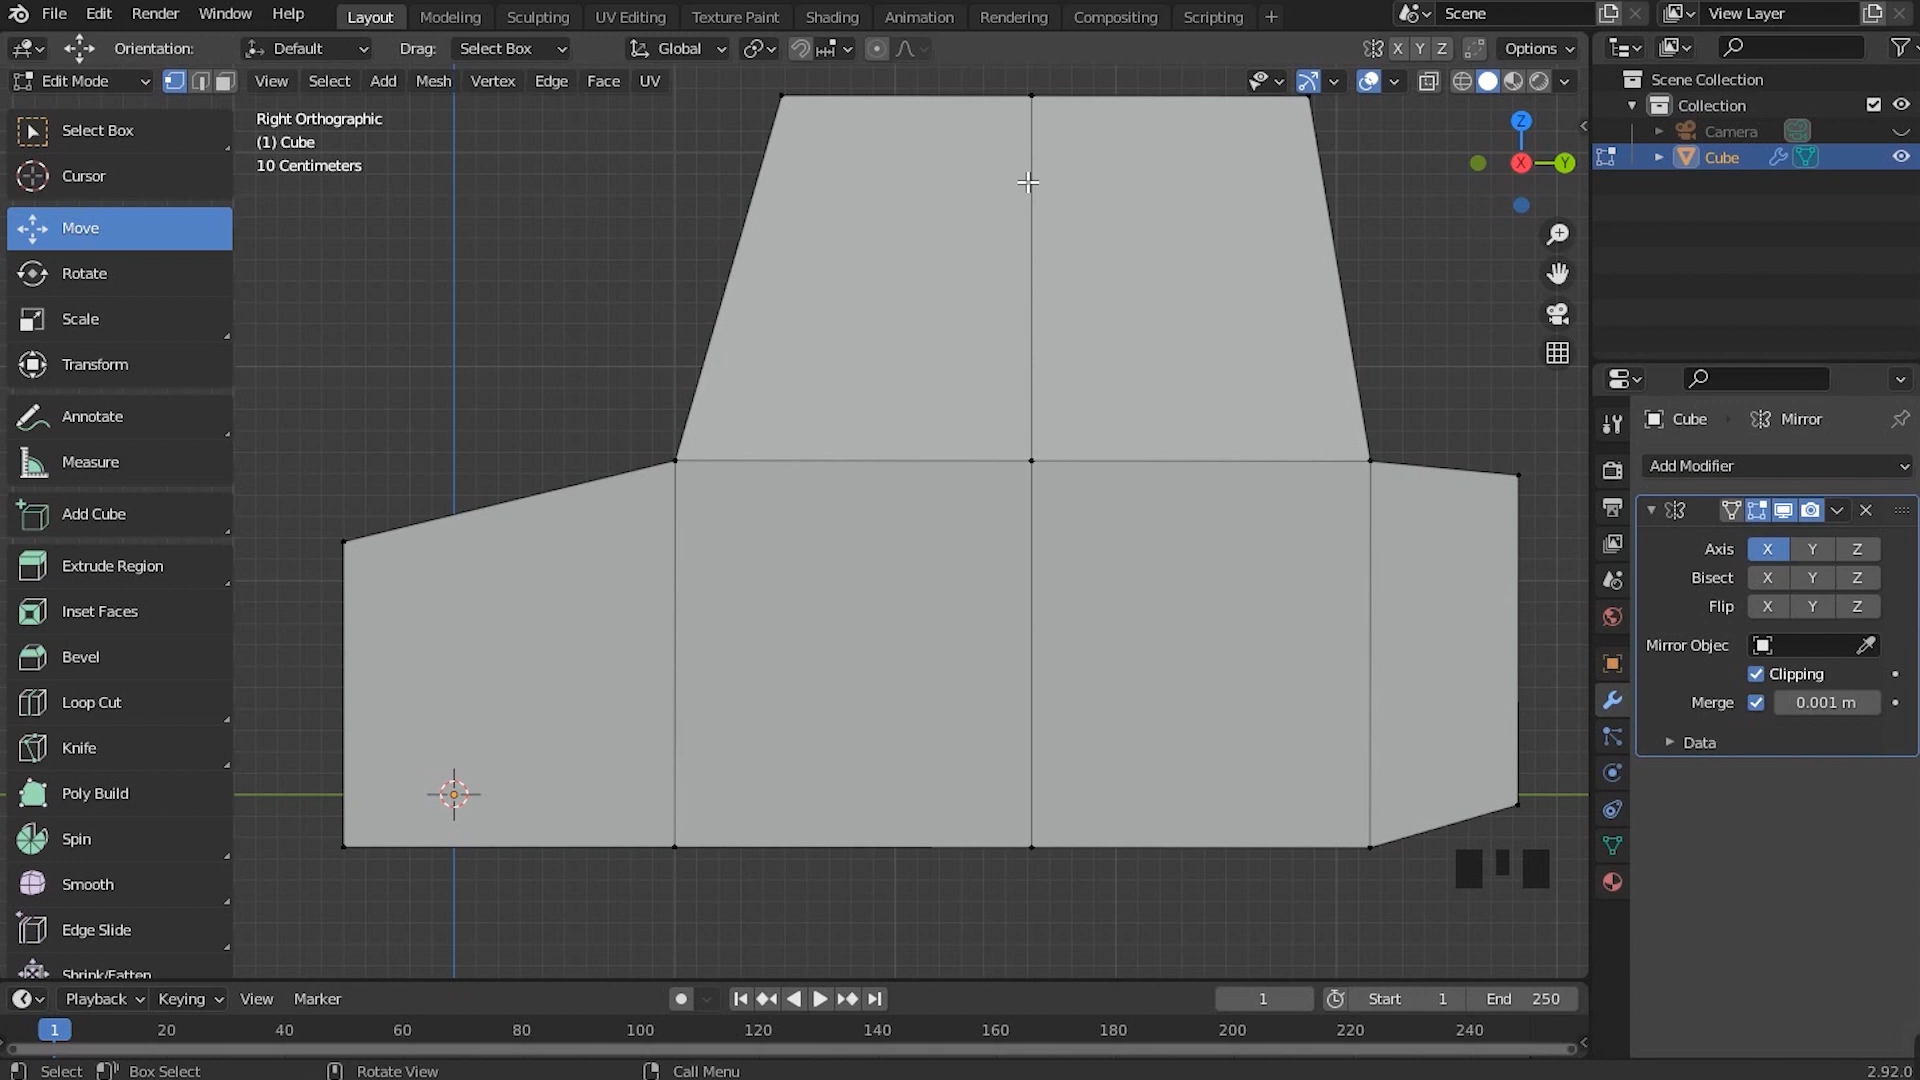 File Edit Render Window Help Layout Modeling Sculpting UV Editing Texture Paint Shading Animation Rendering Compositing Scripting + Scene View Layer
Orientation: Default Drag: Select Box Global X Y Z Options
Edit Mode View Select Add Mesh Vertex Edge Face UV
Scene Collection
Collection
Camera
Cube
Right Orthographic
(1) Cube
10 Centimeters
Z
X
Y
Select Box
Cursor
Move
Rotate
Scale
Transform
Annotate
Measure
Add Cube
Extrude Region
Inset Faces
Bevel
Loop Cut
Knife
Poly Build
Spin
Smooth
Edge Slide
Shrink/Fatten
Cube Mirror
Add Modifier
Axis X Y Z
Bisect X Y Z
Flip X Y Z
Mirror Objec
Clipping
Merge 0.001 m
Data
Playback Keying View Marker 1 Start 1 End 250
1 20 40 60 80 100 120 140 160 180 200 220 240
Select Box Select Rotate View Call Menu 2.92.0